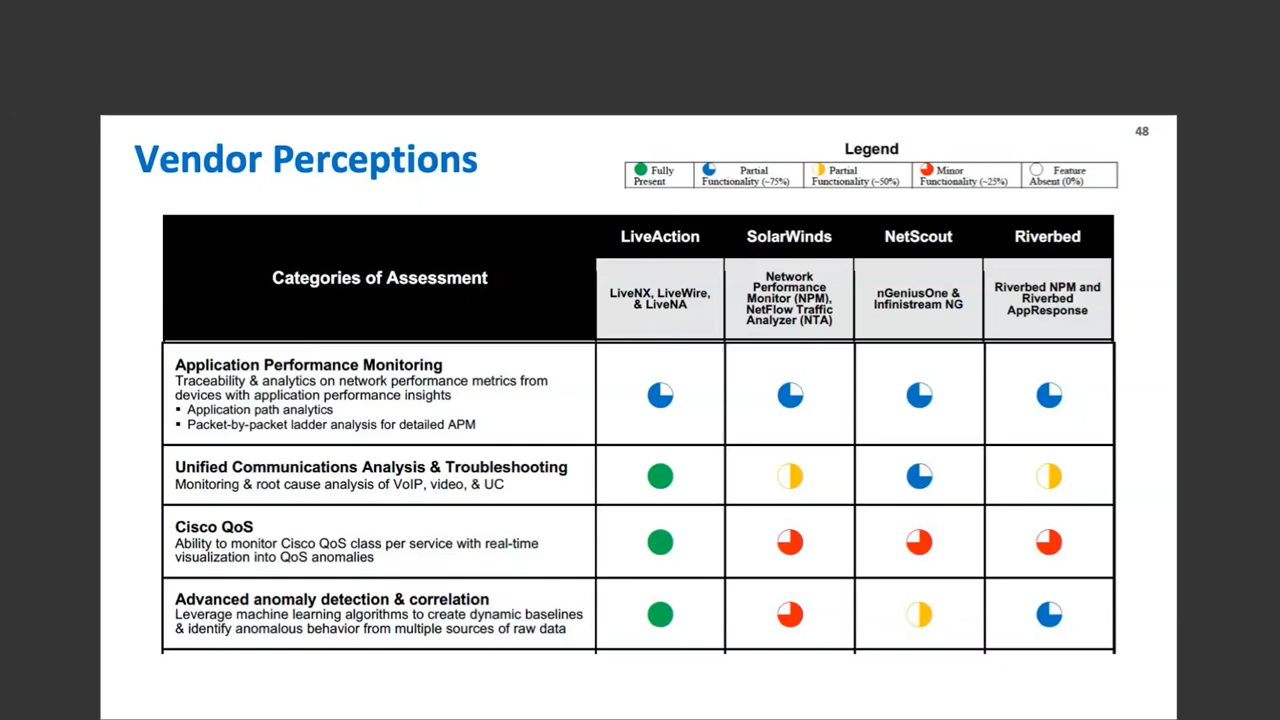 48
Vendor Perceptions
Legend
Fully Present
Partial Functionality (~75%)
Partial Functionality (~50%)
Minor Functionality (~25%)
Feature Absent (0%)
Categories of Assessment
LiveAction
SolarWinds
NetScout
Riverbed
LiveNX, LiveWire,
& LiveNA
Network
Performance
Monitor (NPM),
NetFlow Traffic
Analyzer (NTA)
nGeniusOne &
Infinistream NG
Riverbed NPM and
Riverbed
AppResponse
Application Performance Monitoring
Traceability & analytics on network performance metrics from
devices with application performance insights
▪ Application path analytics
▪ Packet-by-packet ladder analysis for detailed APM
Unified Communications Analysis & Troubleshooting
Monitoring & root cause analysis of VoIP, video, & UC
Cisco QoS
Ability to monitor Cisco QoS class per service with real-time
visualization into QoS anomalies
Advanced anomaly detection & correlation
Leverage machine learning algorithms to create dynamic baselines
& identify anomalous behavior from multiple sources of raw data